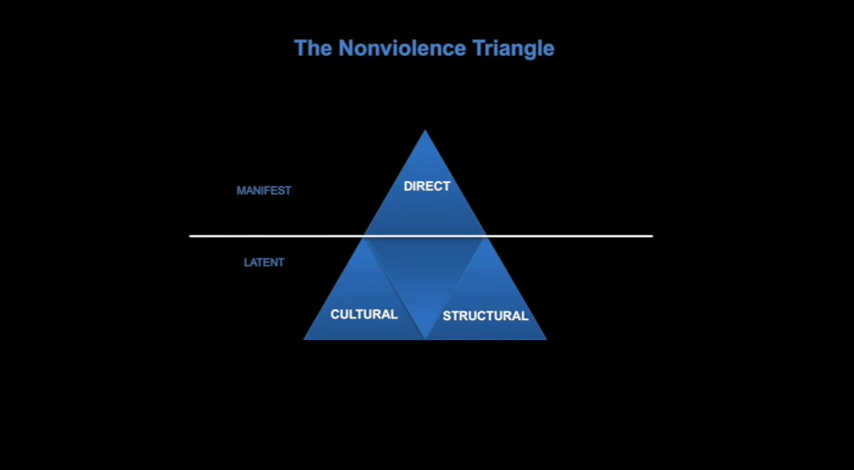 The Nonviolence Triangle
MANIFEST
DIRECT
LATENT
CULTURAL
STRUCTURAL